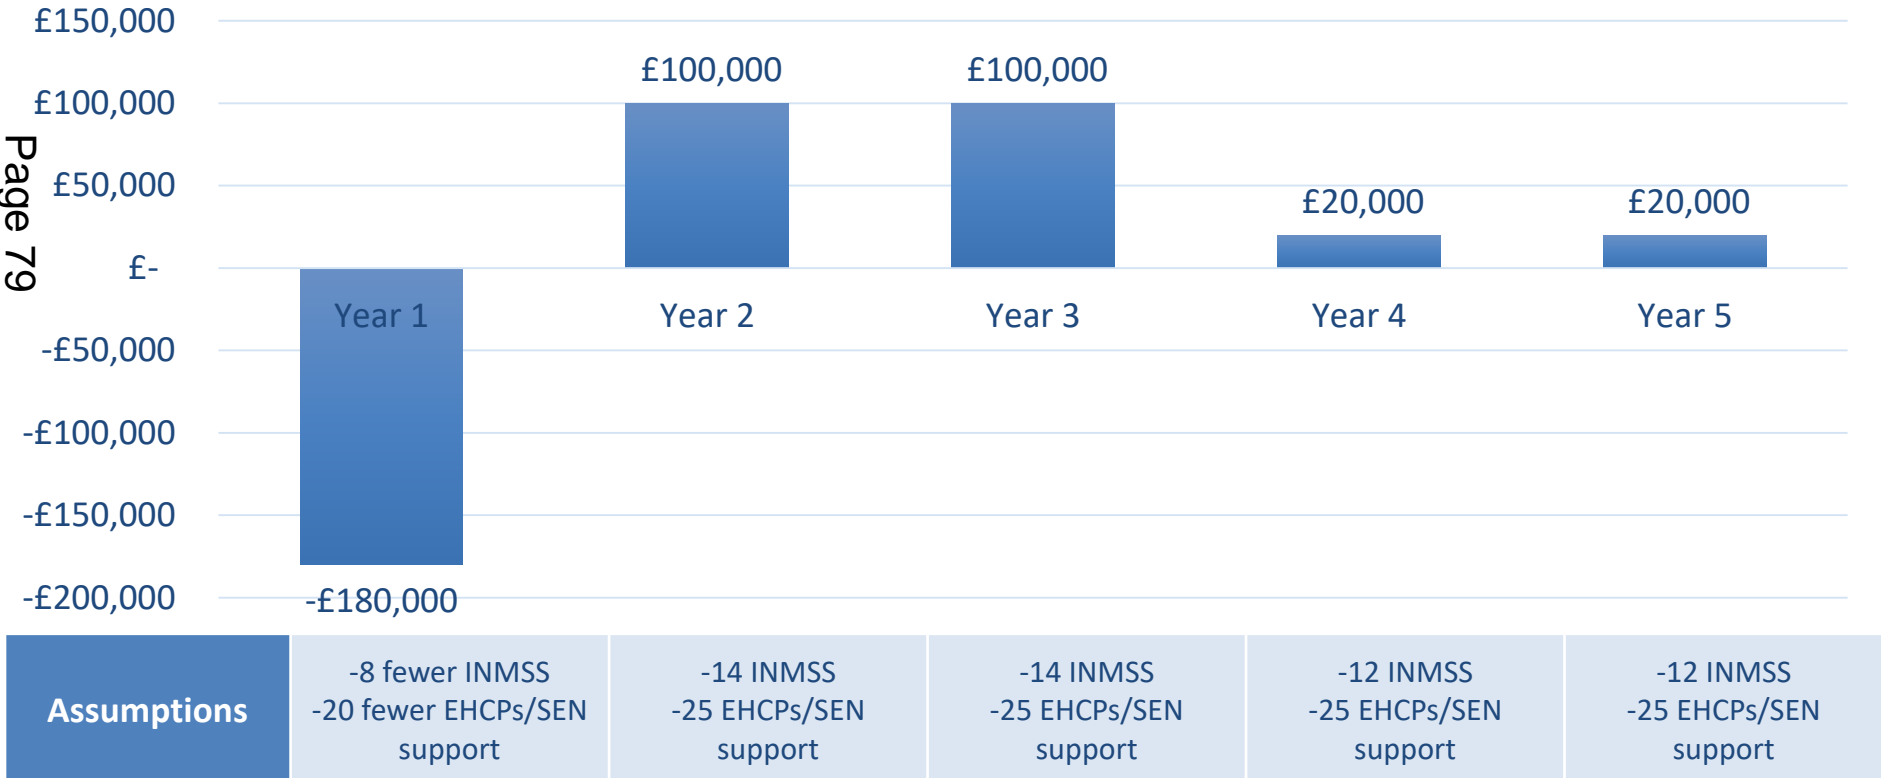 £150,000
£100,000
£50,000
£-
-£50,000
-£100,000
-£150,000
-£200,000
Page 79
£100,000
£100,000
£20,000
£20,000
Year 1
Year 2
Year 3
Year 4
Year 5
-£180,000
Assumptions
-8 fewer INMSS
-20 fewer EHCPs/SEN
support
-14 INMSS
-25 EHCPs/SEN
support
-14 INMSS
-25 EHCPs/SEN
support
-12 INMSS
-25 EHCPs/SEN
support
-12 INMSS
-25 EHCPs/SEN
support